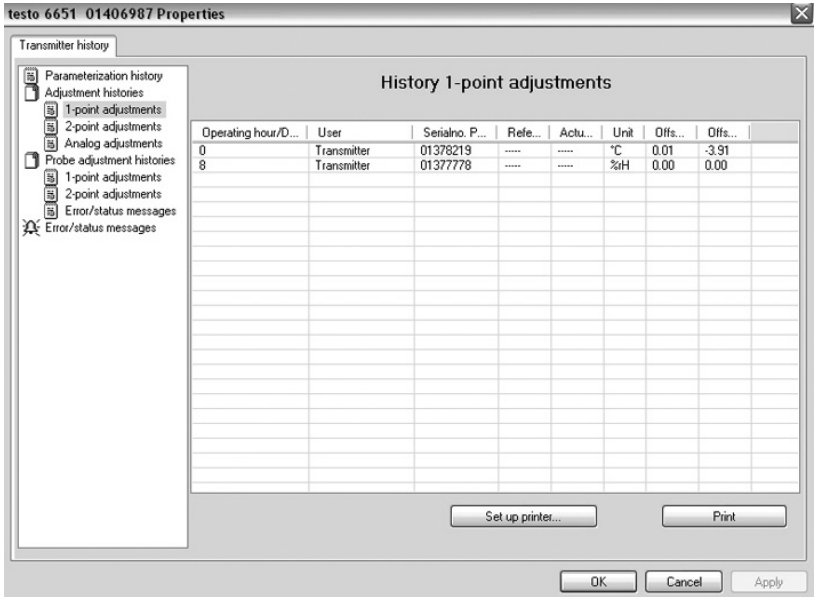 testo 6651 01406987 Properties
Transmitter history
Parameterization history
Adjustment histories
1-point adjustments
2-point adjustments
Analog adjustments
Probe adjustment histories
1-point adjustments
2-point adjustments
Error/status messages
Error/status messages
History 1-point adjustments
Operating hour/D... User Serialno. P... Refe... Actu... Unit Offs... Offs...
0 Transmitter 01378219 ----- ----- °C 0.01 -3.91
8 Transmitter 01377778 ----- ----- %rH 0.00 0.00
Set up printer... Print
OK Cancel Apply